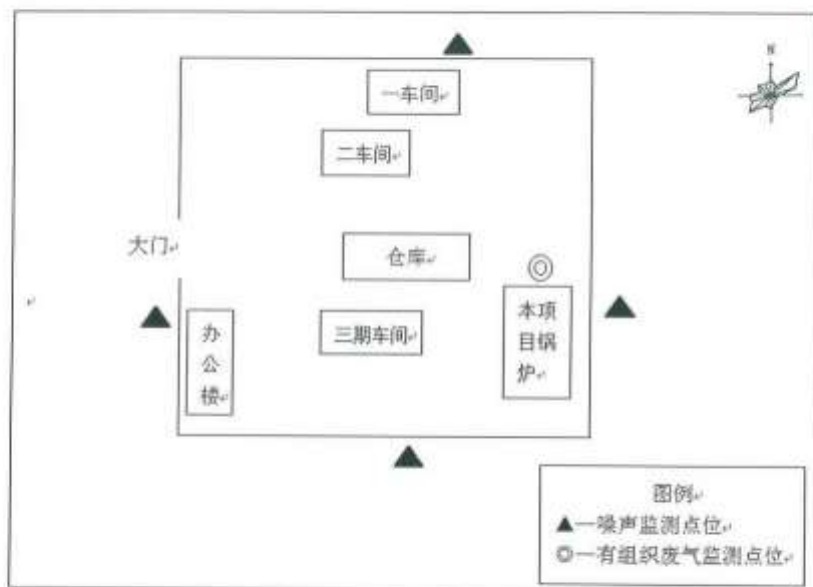 N
一车间
二车间
大门
仓库
办
公
楼
三期车间
本项
目锅
炉
图例
▲—噪声监测点位
◎—有组织废气监测点位